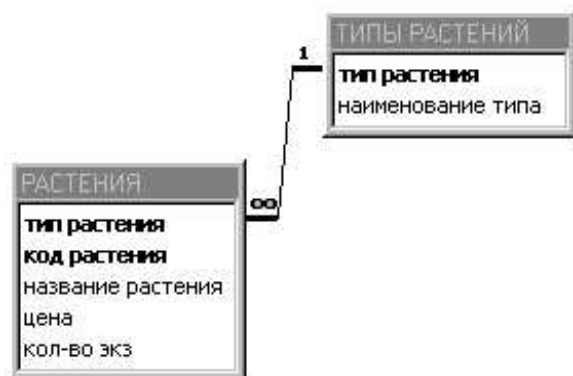 ТИПЫ РАСТЕНИЙ
1
тип растения
наименование типа
РАСТЕНИЯ
∞
тип растения
код растения
название растения
цена
кол-во экз